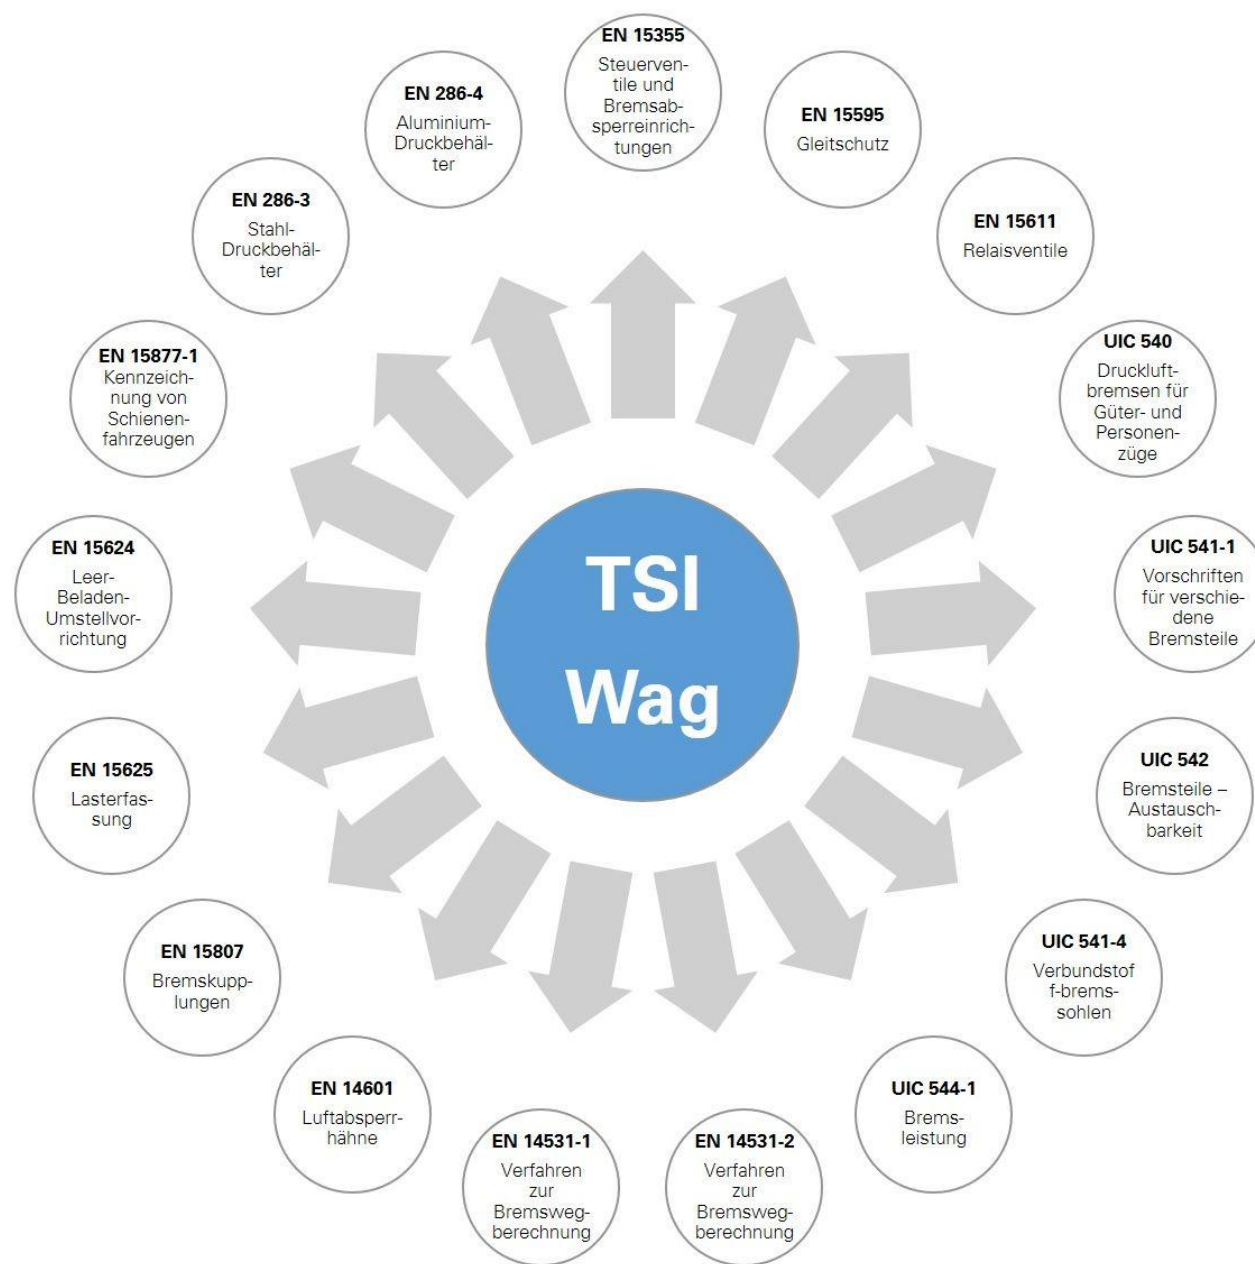 EN 15355
Steuerven-
tile und
Bremsab-
sperreinrich-
tungen
EN 15595
Gleitschutz
EN 15611
Relaisventile
UIC 540
Druckluft-
bremsen für
Güter- und
Personen-
züge
UIC 541-1
Vorschriften
für verschie-
dene
Bremsteile
UIC 542
Bremsteile –
Austausch-
barkeit
UIC 541-4
Verbundstof
f-brems-
sohlen
UIC 544-1
Brems-
leistung
EN 14531-2
Verfahren
zur
Bremsweg-
berechnung
EN 14531-1
Verfahren
zur
Bremsweg-
berechnung
EN 14601
Luftabsperr-
hähne
EN 15807
Bremskupp-
lungen
EN 15625
Lasterfas-
sung
EN 15624
Leer-
Beladen-
Umstellvor-
richtung
EN 15877-1
Kennzeich-
nung von
Schienen-
fahrzeugen
EN 286-3
Stahl-
Druckbehäl-
ter
EN 286-4
Aluminium-
Druckbehäl-
ter
TSI
Wag